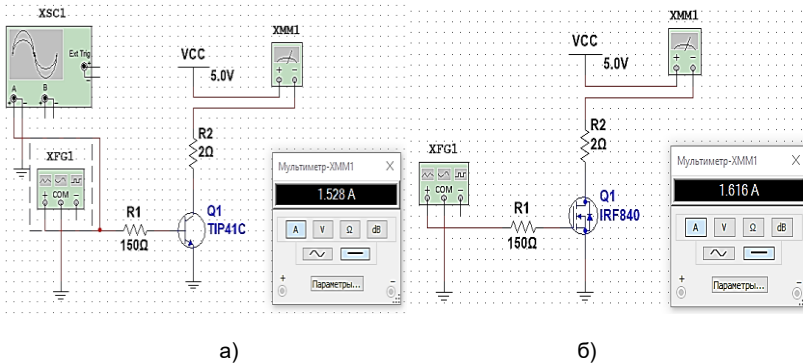 XSC1
Ext Trig
A
B
VCC
5.0V
XMM1
R2
2Ω
XFG1
COM
R1
150Ω
Q1
TIP41C
Мультиметр-XMM1 X
1.528 A
A V Ω dB
Параметры...
а)
VCC
5.0V
XMM1
R2
2Ω
XFG1
COM
R1
150Ω
Q1
IRF840
Мультиметр-XMM1 X
1.616 A
A V Ω dB
Параметры...
б)